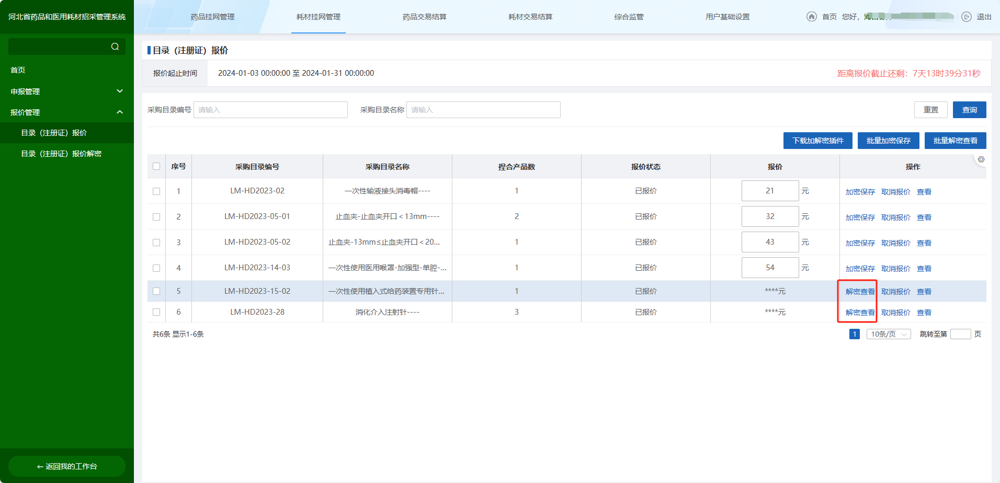 河北省药品和医用耗材招采管理系统
药品挂网管理 耗材挂网管理 药品交易结算 耗材交易结算 综合监管 用户基础设置 首页 您好, 退出
首页
申报管理
报价管理
目录（注册证）报价
目录（注册证）报价解密
←返回我的工作台
目录（注册证）报价
报价起止时间 2024-01-03 00:00:00 至 2024-01-31 00:00:00 距离报价截止还剩：7天13时39分31秒
采购目录编号 请输入 采购目录名称 请输入 重置 查询
下载加解密插件 批量加密保存 批量解密查看
序号 采购目录编号 采购目录名称 捏合产品数 报价状态 报价 操作
1 LM-HD2023-02 一次性输液接头消毒帽---- 1 已报价 21 元 加密保存 取消报价 查看
2 LM-HD2023-05-01 止血夹-止血夹开口＜13mm---- 2 已报价 32 元 加密保存 取消报价 查看
3 LM-HD2023-05-02 止血夹-13mm≤止血夹开口＜20... 1 已报价 43 元 加密保存 取消报价 查看
4 LM-HD2023-14-03 一次性使用医用喉罩-加强型-单腔-... 1 已报价 54 元 加密保存 取消报价 查看
5 LM-HD2023-15-02 一次性使用植入式给药装置专用针... 1 已报价 ****元 解密查看 取消报价 查看
6 LM-HD2023-28 消化介入注射针---- 3 已报价 ****元 解密查看 取消报价 查看
共6条 显示1-6条 1 10条/页 跳转至第 页